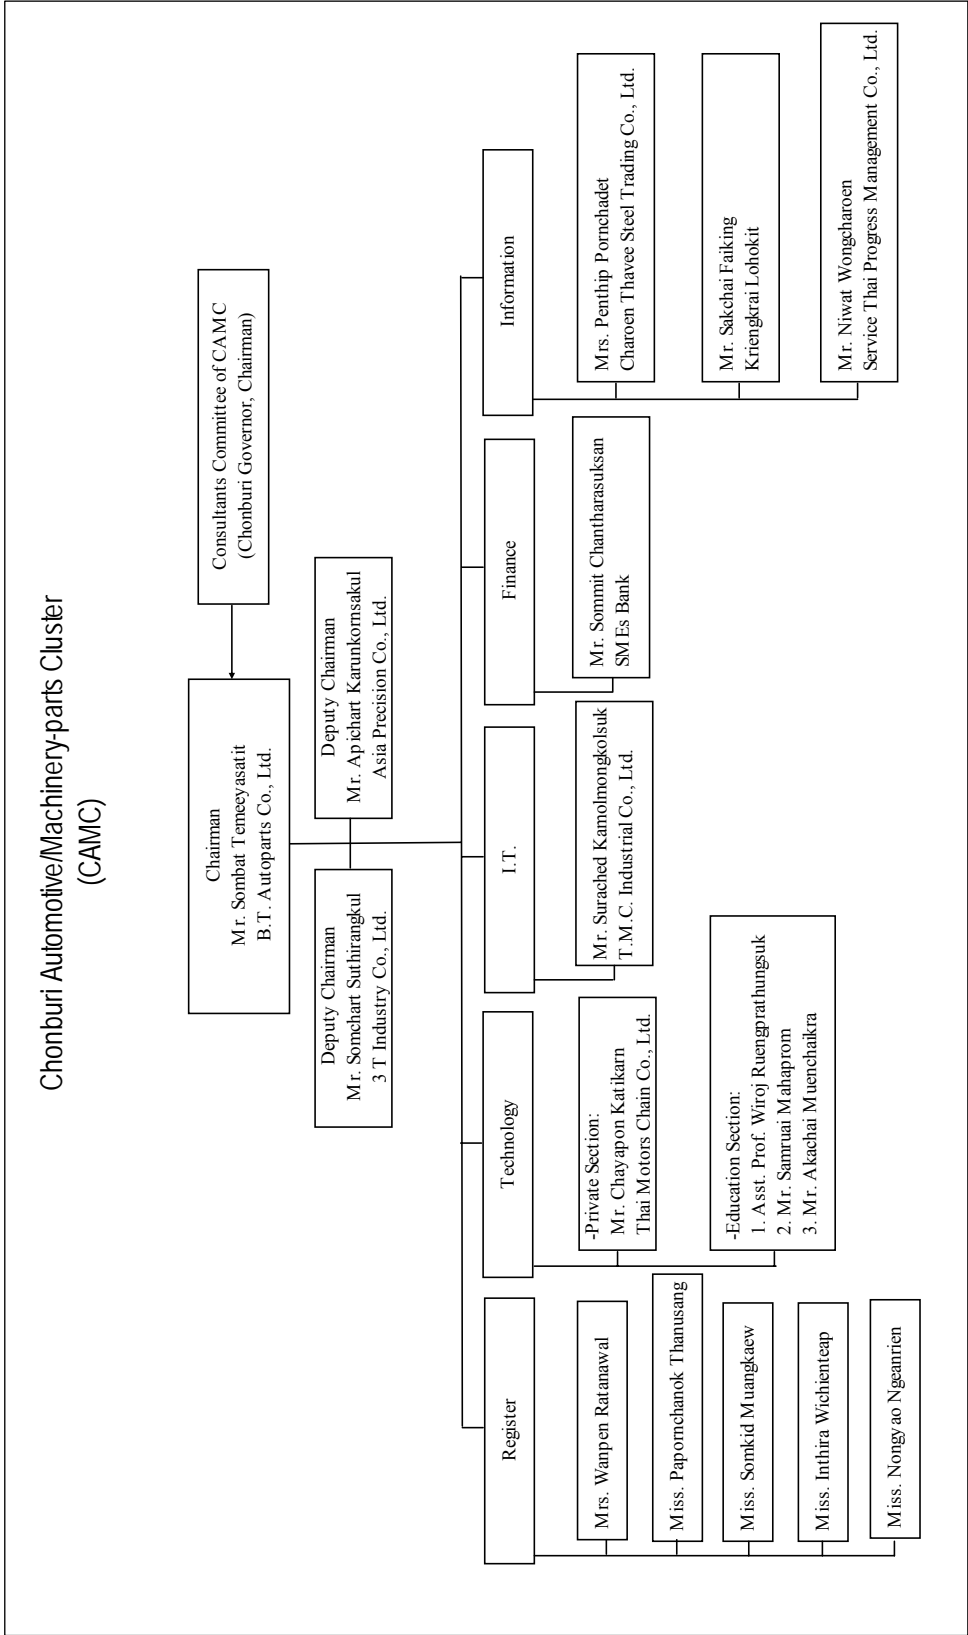 Chonburi Automotive/Machinery-parts Cluster
(CAMC)
Consultants Committee of CAMC
(Chonburi Governor, Chairman)
Chairman
Mr. Sombat Temeeyasatit
B.T. Autoparts Co., Ltd.
Deputy Chairman
Mr. Somchart Suthirangkul
3 T Industry Co., Ltd.
Deputy Chairman
Mr. Apichart Karunkornsakul
Asia Precision Co., Ltd.
Register
Mrs. Wanpen Ratanawal
Miss. Papornchanok Thanusang
Miss. Somkid Muangkaew
Miss. Inthira Wichienteap
Miss. Nongyao Ngeanrien
Technology
-Private Section:
Mr. Chayapon Katikarn
Thai Motors Chain Co., Ltd.
-Education Section:
1. Asst. Prof. Wiroj Ruengprathungsuk
2. Mr. Samruai Mahaprom
3. Mr. Akachai Muenchaikra
I.T.
Mr. Surached Kamolmongkolsuk
T.M.C. Industrial Co., Ltd.
Finance
Mr. Sommit Chantharasuksan
SMEs Bank
Information
Mrs. Penthip Pornchadet
Charoen Thavee Steel Trading Co., Ltd.
Mr. Sakchai Faiking
Kriengkrai Lohokit
Mr. Niwat Wongcharoen
Service Thai Progress Management Co., Ltd.